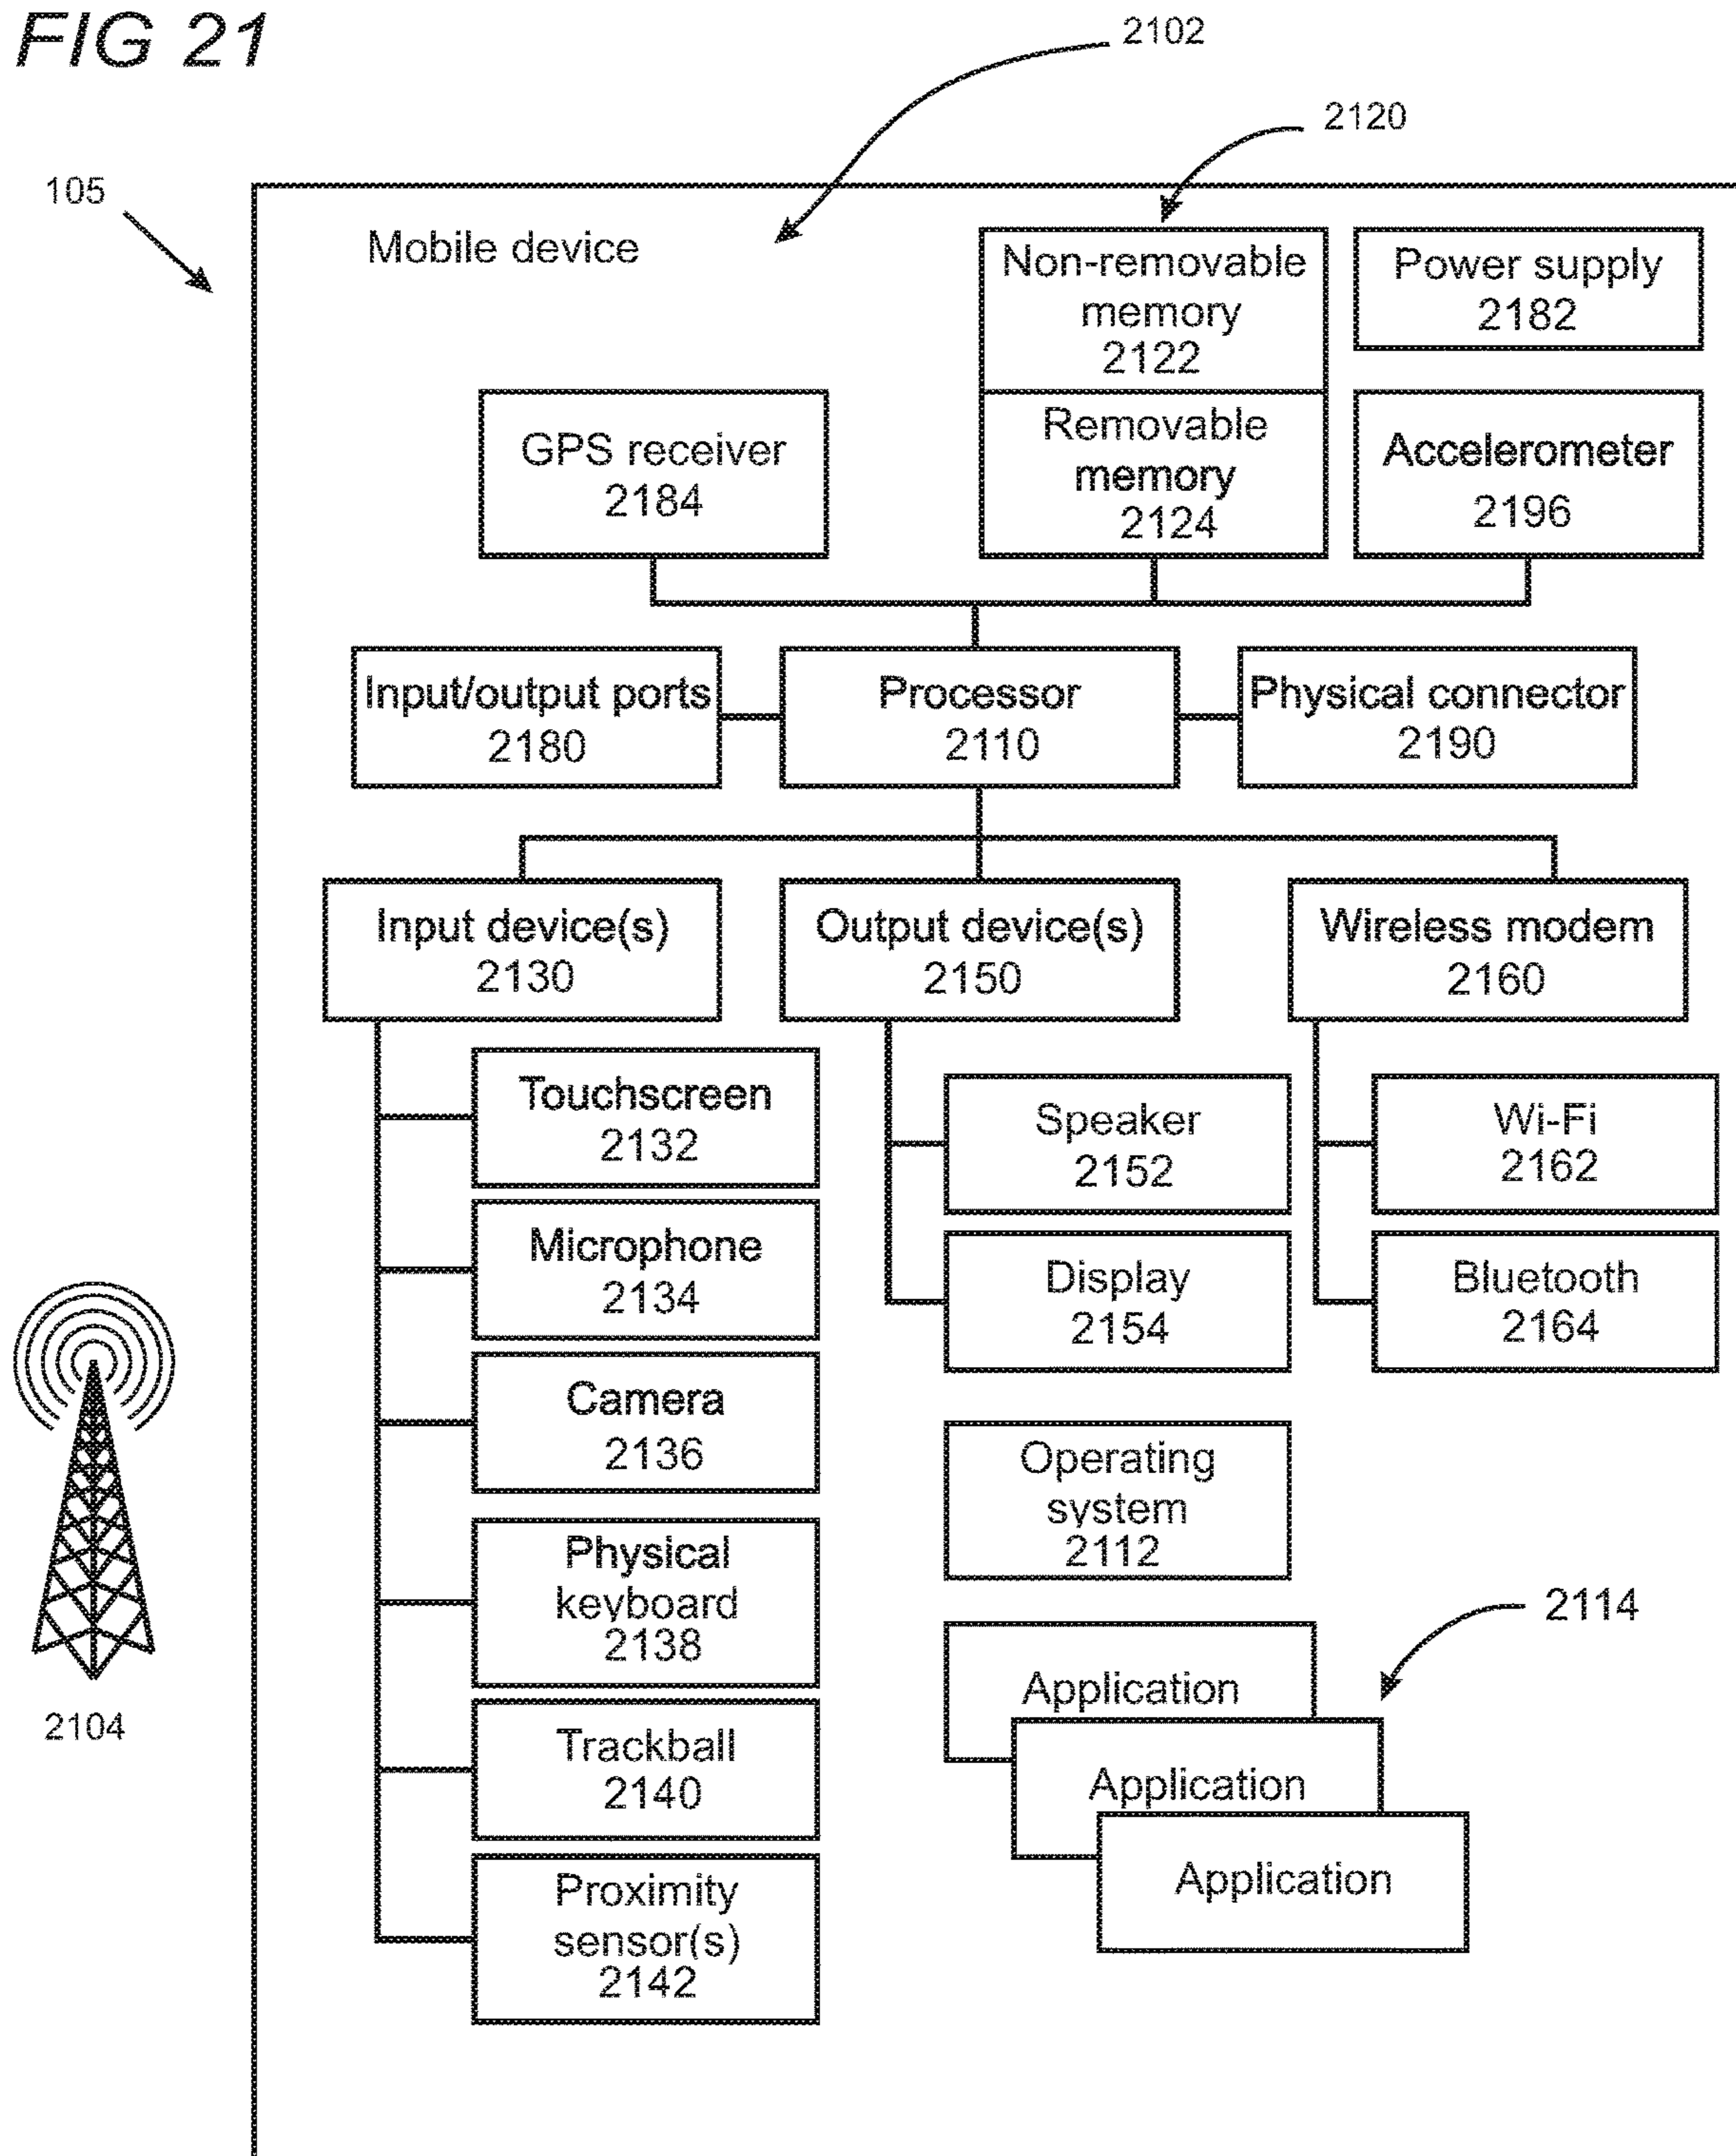 FIG 21
2102
2120
105
Mobile device
Non-removable
memory
2122
Power supply
2182
GPS receiver
2184
Removable
memory
2124
Accelerometer
2196
Input/output ports
2180
Processor
2110
Physical connector
2190
Input device(s)
2130
Output device(s)
2150
Wireless modem
2160
Touchscreen
2132
Microphone
2134
Camera
2136
Physical
keyboard
2138
Trackball
2140
Proximity
sensor(s)
2142
Speaker
2152
Display
2154
Wi-Fi
2162
Bluetooth
2164
Operating
system
2112
2114
Application
Application
Application
2104